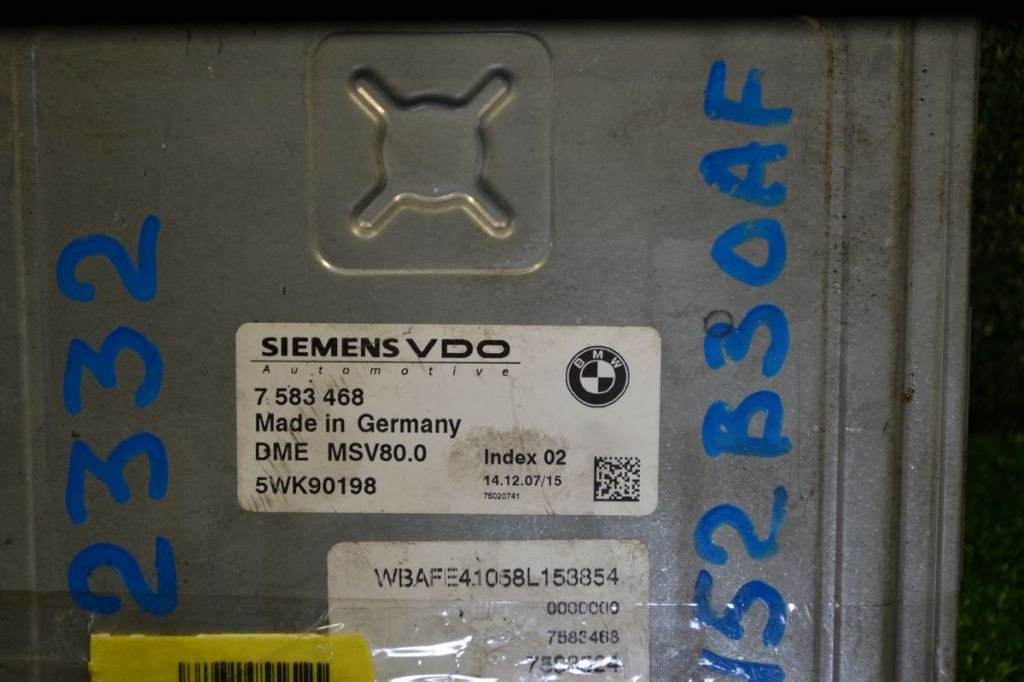 2332
SIEMENS VDO
Automotive
BMW
7 583 468
Made in Germany
DME MSV80.0
5WK90198
Index 02
14.12.07/15
75020741
WBAFE41058L153854
0000000
7583468
N52B30AF